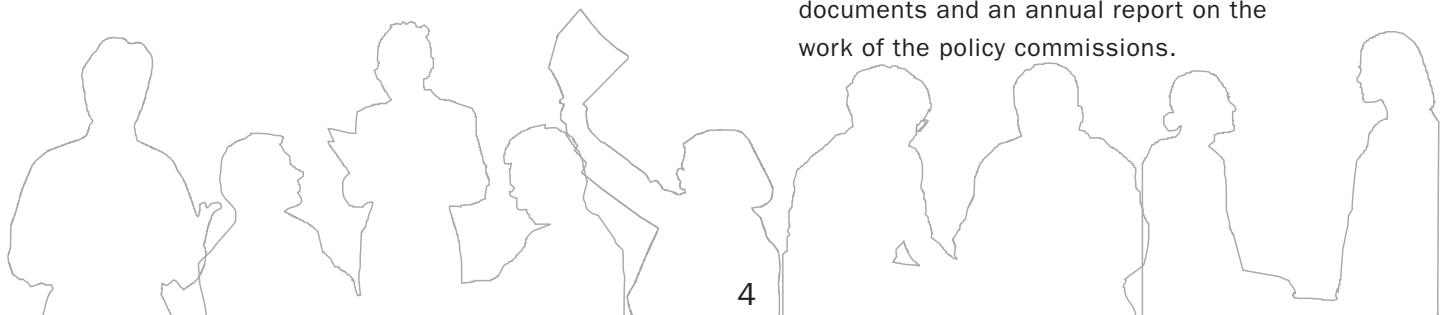 documents and an annual report on the
work of the policy commissions.
4